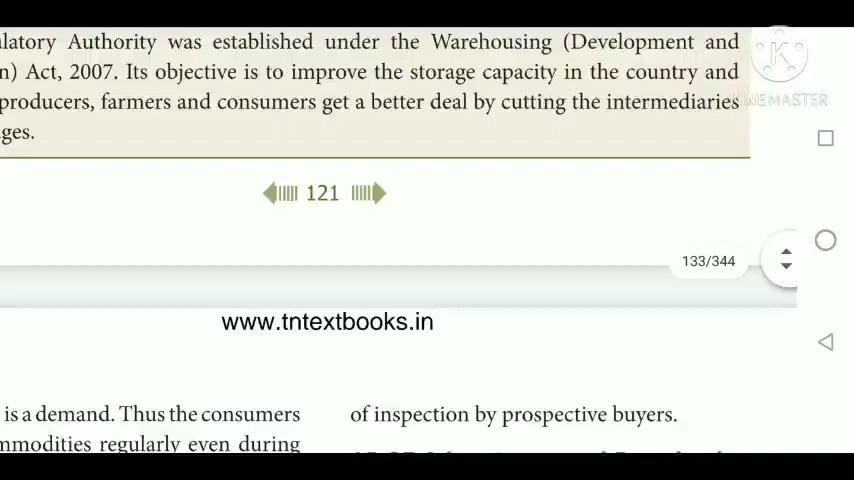 ulatory Authority was established under the Warehousing (Development and
n) Act, 2007. Its objective is to improve the storage capacity in the country and
producers, farmers and consumers get a better deal by cutting the intermediaries
ges.
KINEMASTER
121
133/344
www.tntextbooks.in
is a demand. Thus the consumers
mmodities regularly even during
of inspection by prospective buyers.